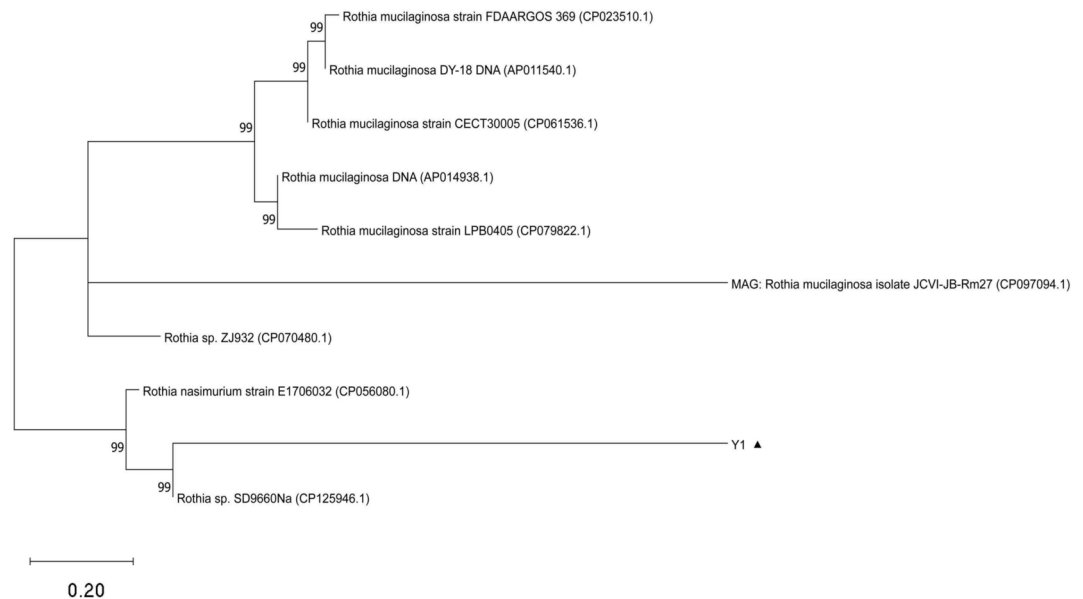 99
Rothia mucilaginosa strain FDAARGOS 369 (CP023510.1)
99
Rothia mucilaginosa DY-18 DNA (AP011540.1)
99
Rothia mucilaginosa strain CECT30005 (CP061536.1)
Rothia mucilaginosa DNA (AP014938.1)
99
Rothia mucilaginosa strain LPB0405 (CP079822.1)
MAG: Rothia mucilaginosa isolate JCVI-JB-Rm27 (CP097094.1)
Rothia sp. ZJ932 (CP070480.1)
Rothia nasimurium strain E1706032 (CP056080.1)
99
Y1 ▲
99
Rothia sp. SD9660Na (CP125946.1)
0.20